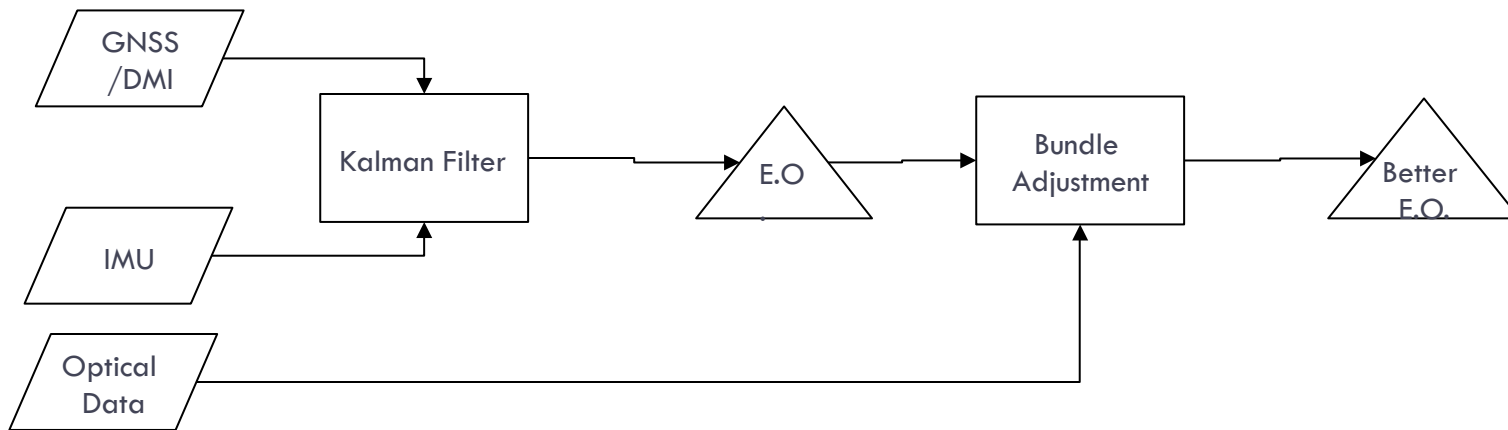 GNSS
/DMI
Kalman Filter
IMU
Optical
Data
E.O
.
Bundle
Adjustment
Better
E.O.